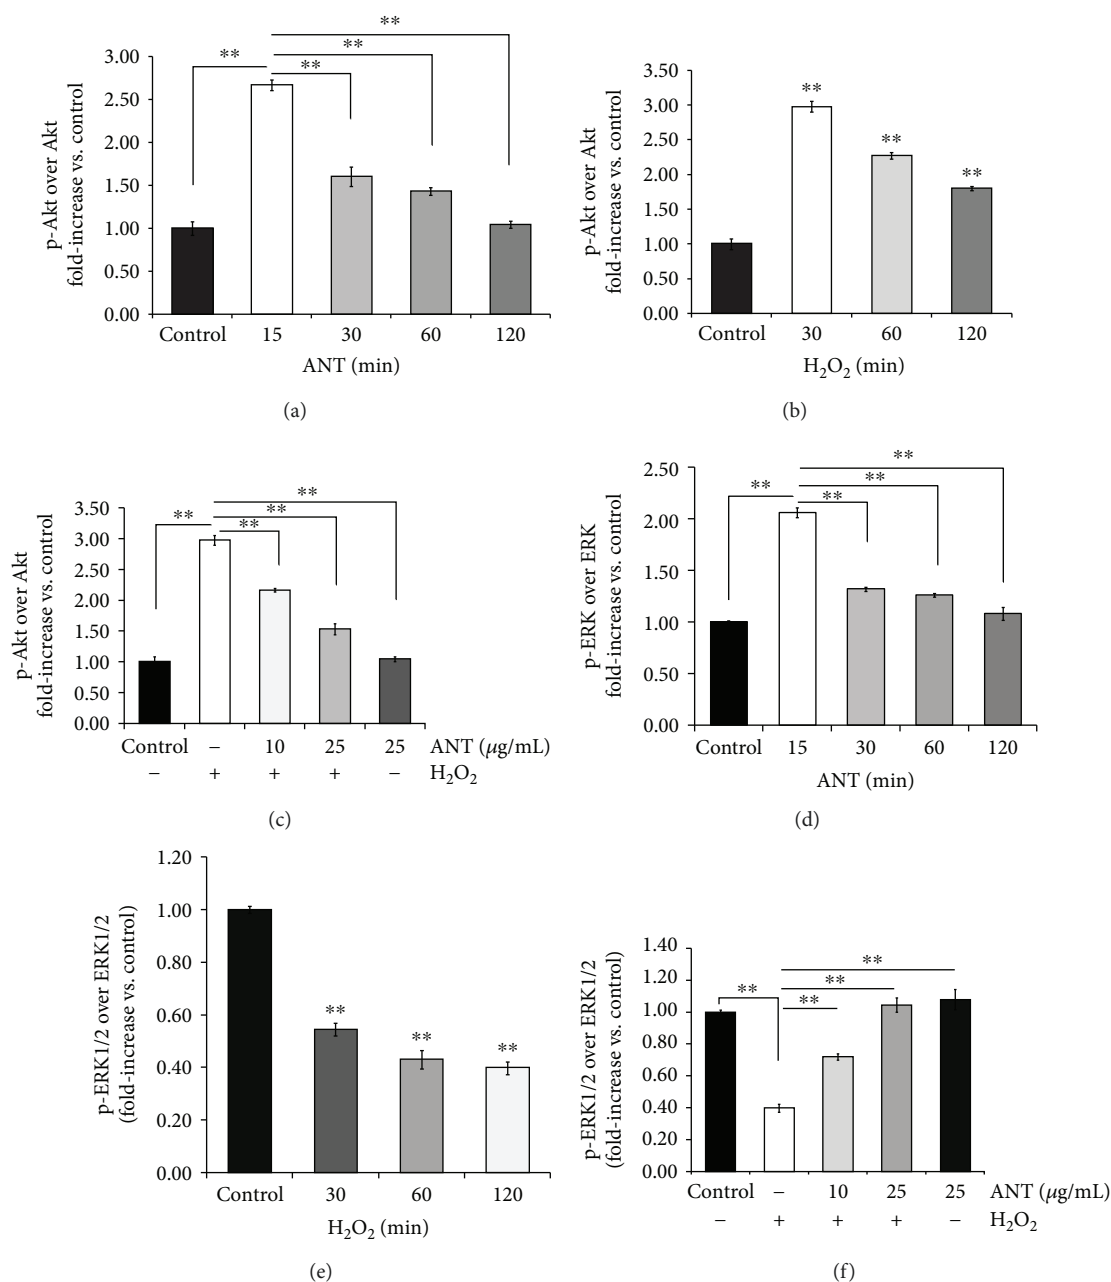 **
**
**
**
3.00
2.50
2.00
1.50
1.00
0.50
0.00
p-Akt over Akt
fold-increase vs. control
Control 15 30 60 120
ANT (min)
(a)
3.50
3.00
2.50
2.00
1.50
1.00
0.50
0.00
p-Akt over Akt
fold-increase vs. control
**
**
**
Control 30 60 120
H₂O₂ (min)
(b)
**
**
**
**
3.50
3.00
2.50
2.00
1.50
1.00
0.50
0.00
p-Akt over Akt
fold-increase vs. control
Control − 10 25 25 ANT (μg/mL)
− + + + − H₂O₂
(c)
**
**
**
**
2.50
2.00
1.50
1.00
0.50
0.00
p-ERK over ERK
fold-increase vs. control
Control 15 30 60 120
ANT (min)
(d)
1.20
1.00
0.80
0.60
0.40
0.20
0.00
p-ERK1/2 over ERK1/2
(fold-increase vs. control)
**
**
**
Control 30 60 120
H₂O₂ (min)
(e)
1.40
1.20
1.00
0.80
0.60
0.40
0.20
0.00
p-ERK1/2 over ERK1/2
(fold-increase vs. control)
**
**
**
**
Control − 10 25 25 ANT (μg/mL)
− + + + − H₂O₂
(f)